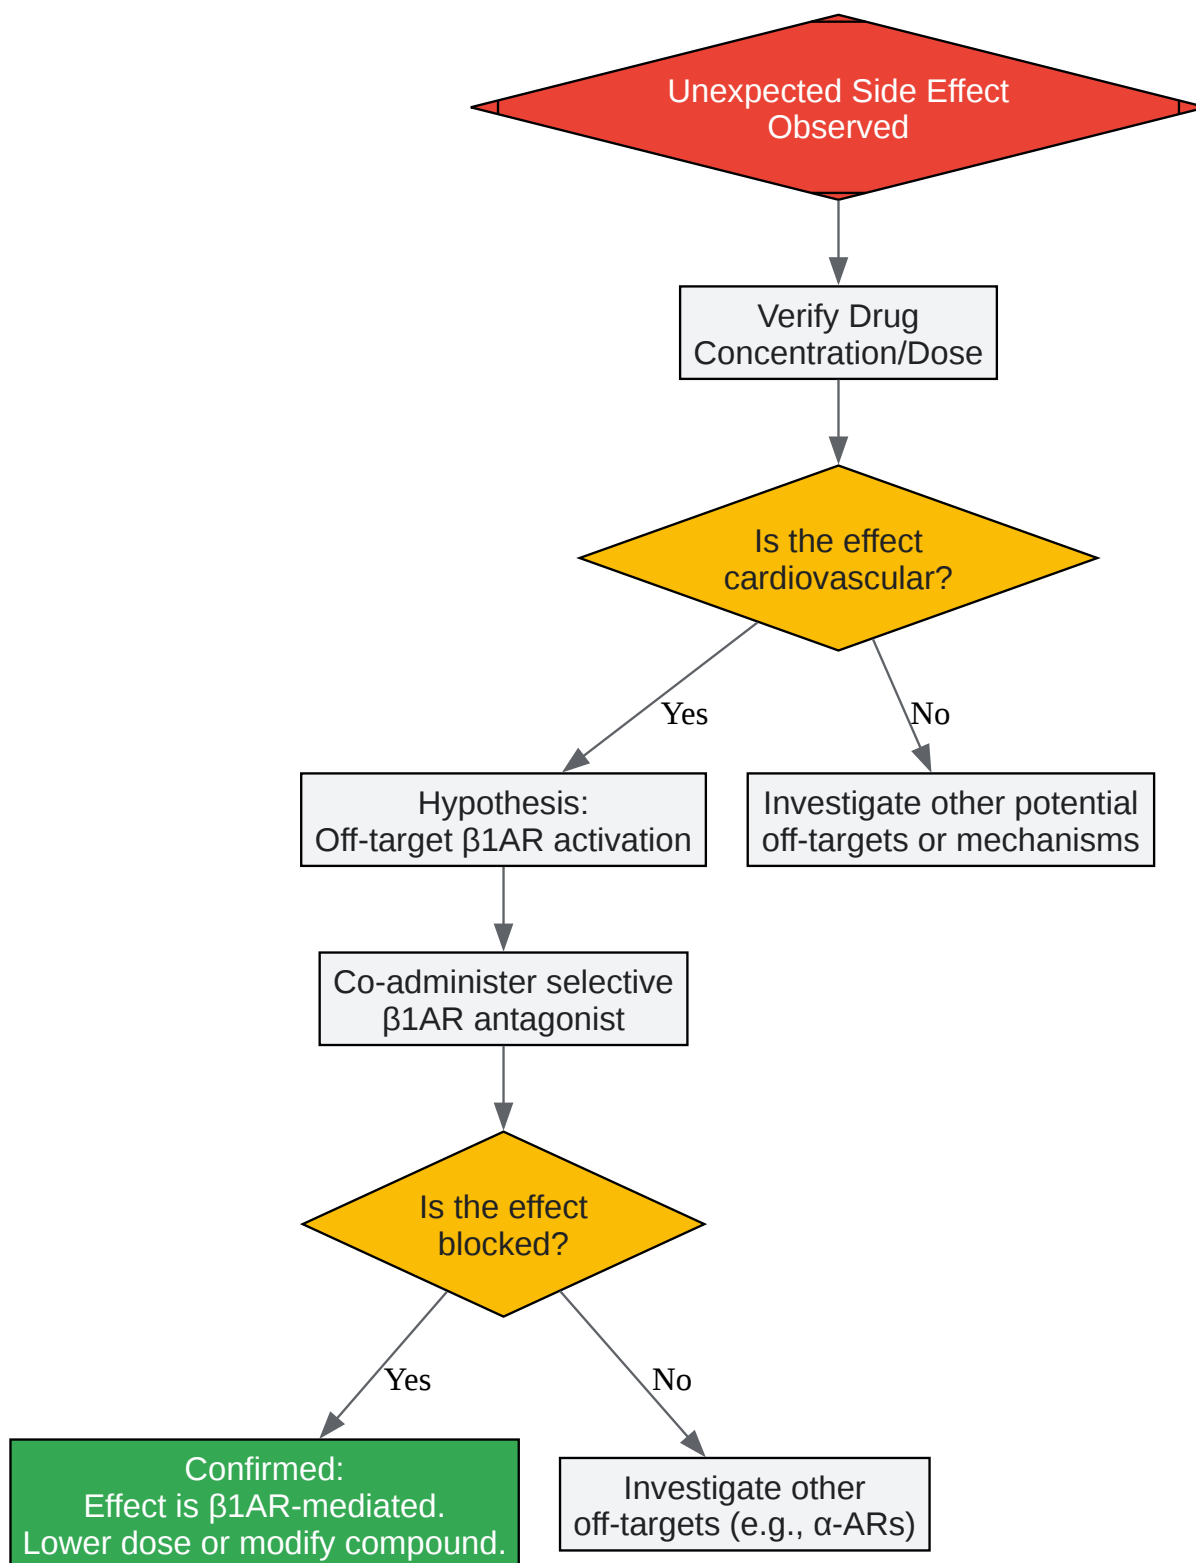 Unexpected Side Effect
Observed
Verify Drug
Concentration/Dose
Is the effect
cardiovascular?
Yes
No
Hypothesis:
Off-target β1AR activation
Investigate other potential
off-targets or mechanisms
Co-administer selective
β1AR antagonist
Is the effect
blocked?
Yes
No
Confirmed:
Effect is β1AR-mediated.
Lower dose or modify compound.
Investigate other
off-targets (e.g., α-ARs)